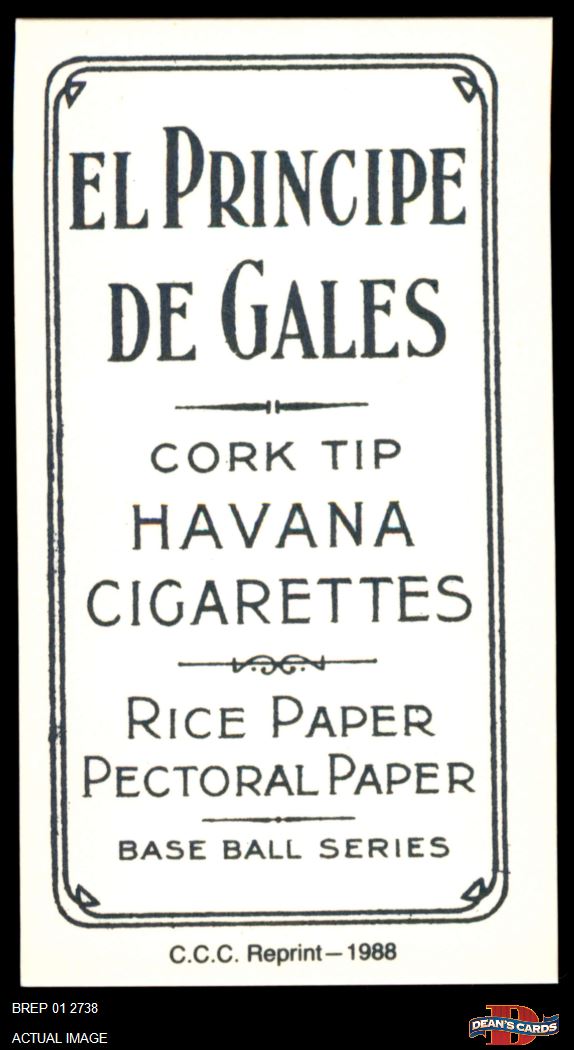 EL PRINCIPE
DE GALES
CORK TIP
HAVANA
CIGARETTES
RICE PAPER
PECTORAL PAPER
BASE BALL SERIES
C.C.C. Reprint—1988
BREP 01 2738
ACTUAL IMAGE
D
DEAN'S CARDS